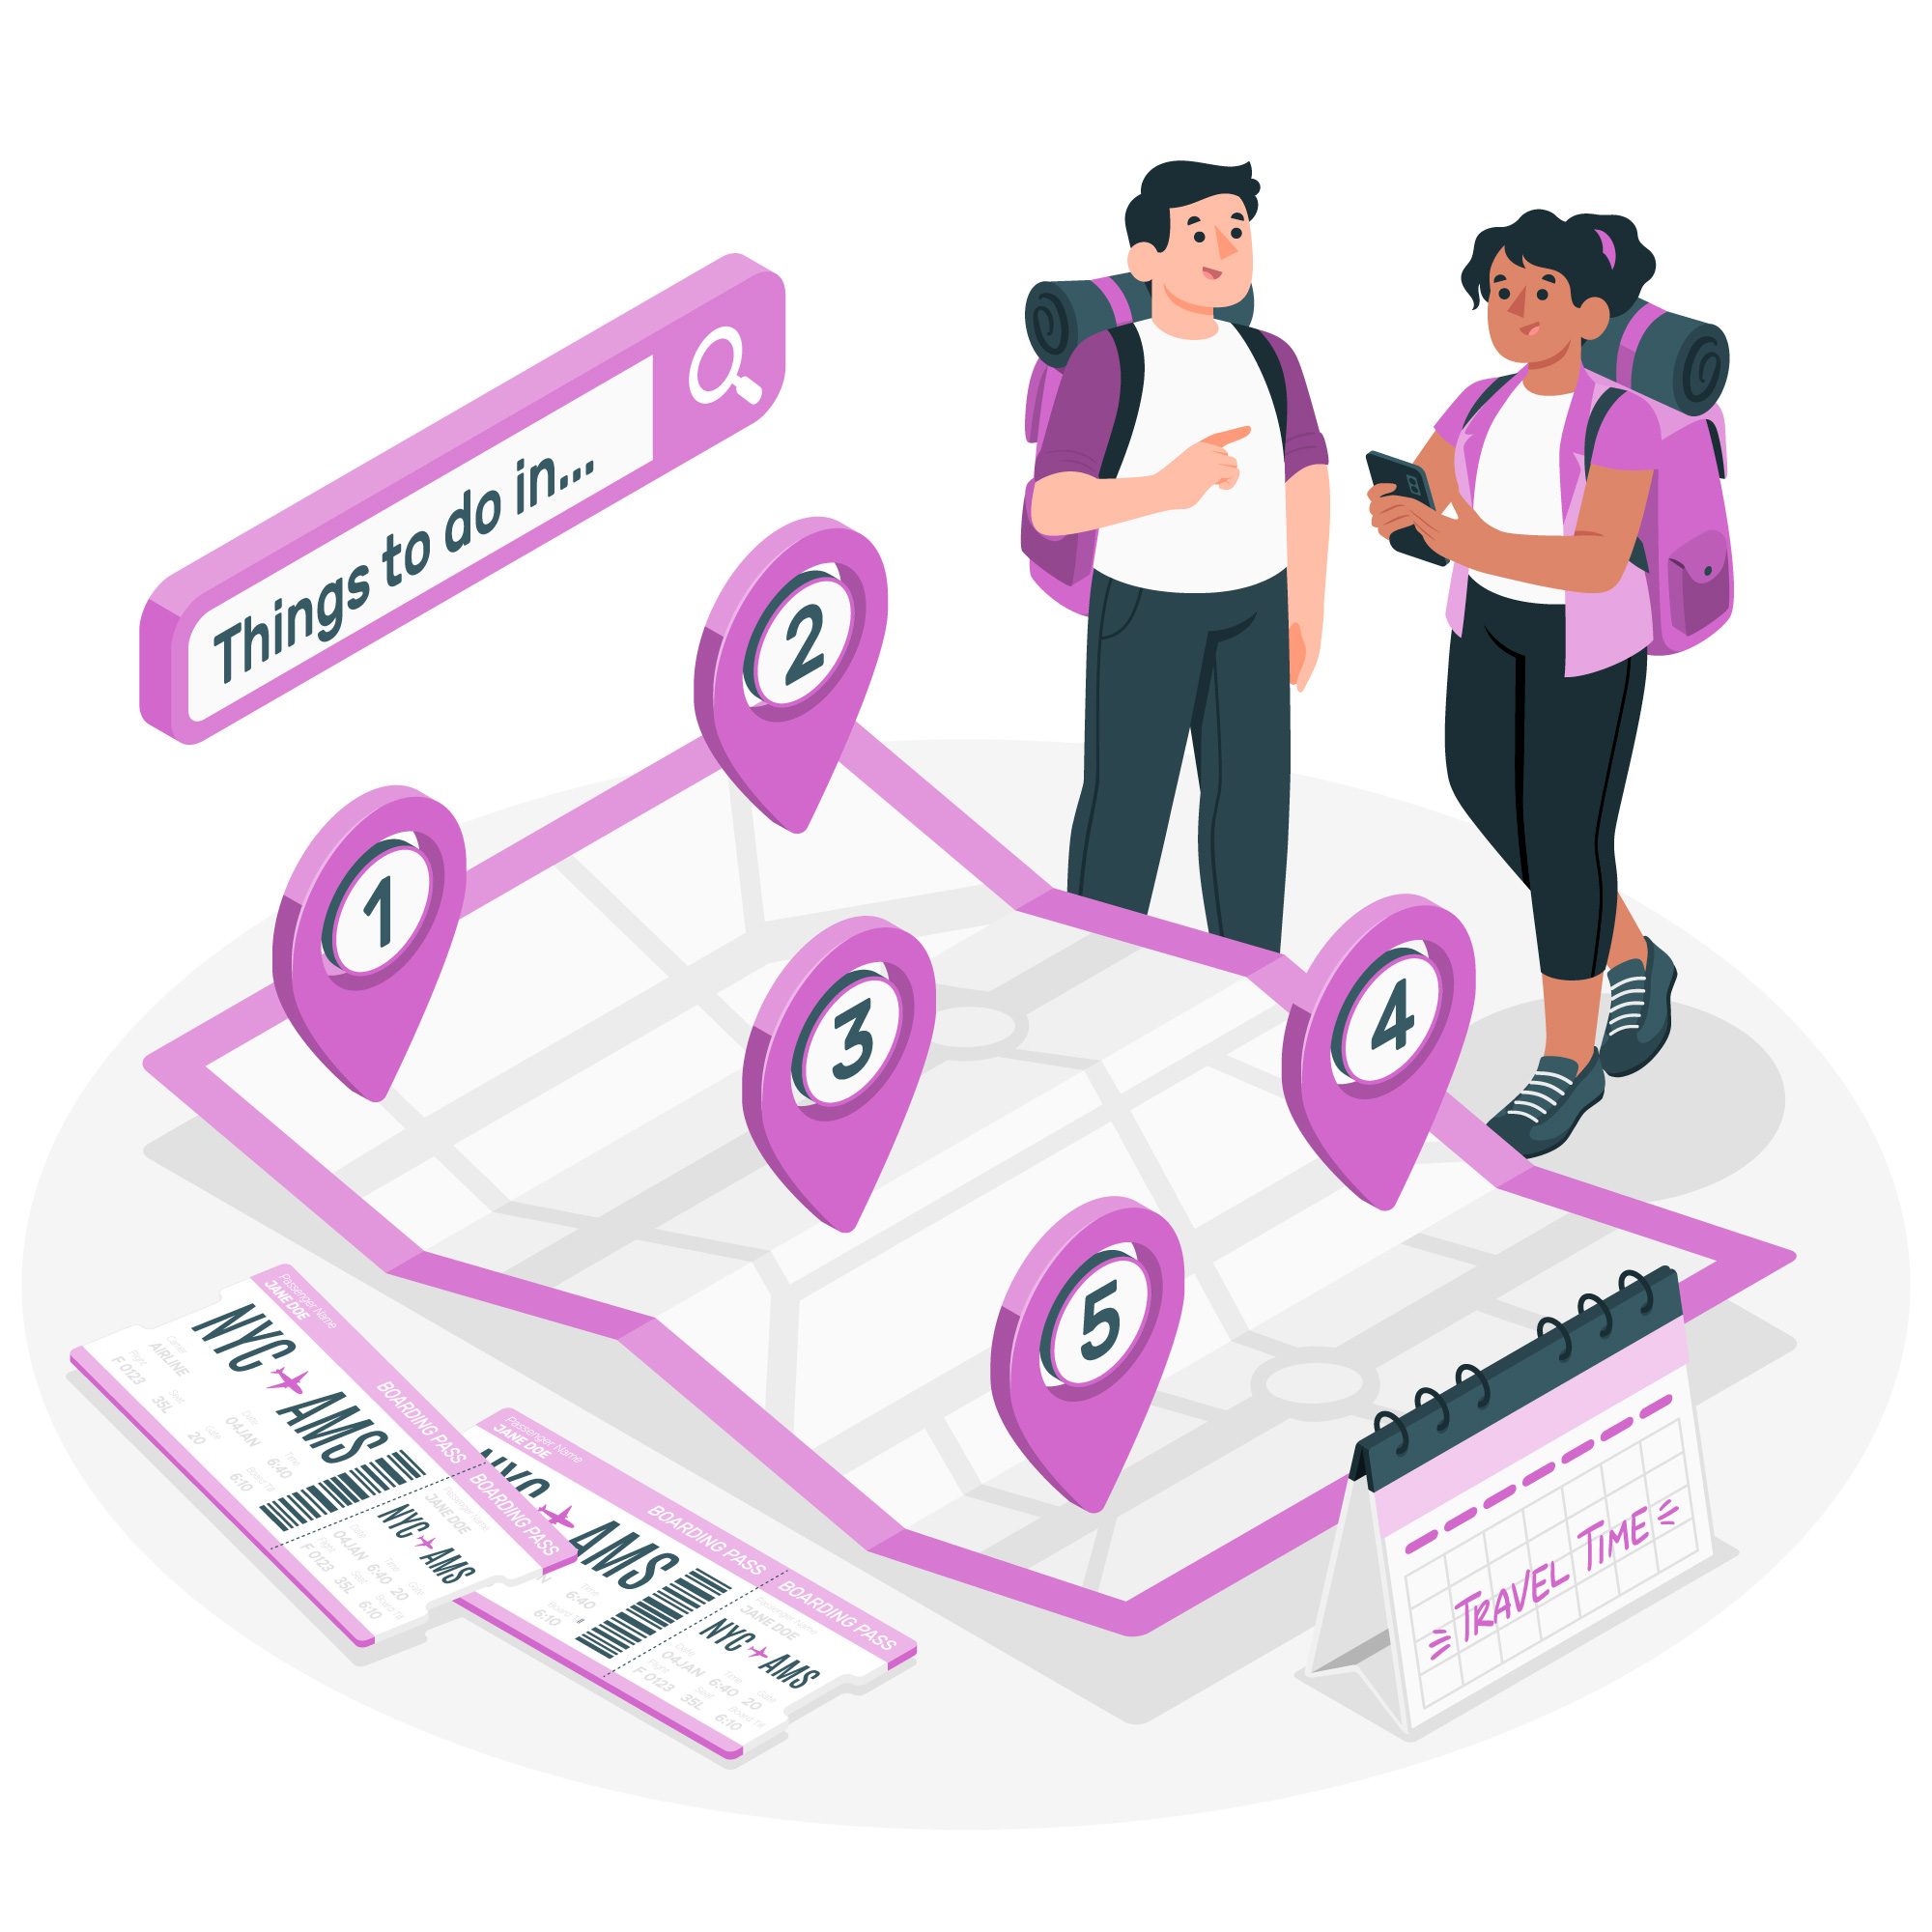 Things to do in...
1
2
3
4
5
Passenger Name
JANE DOE
BOARDING PASS
BOARDING PASS
NYC AMS
Carrier
AIRLINE
Flight
F 0123
Seat
35L
Date
04JAN
Gate
20
Time
6:40
Board Till
6:10
Passenger Name
JANE DOE
NYC AMS
Date
04JAN
Time
6:40
Gate
20
Flight
F 0123
Seat
35L
Board Till
6:10
Passenger Name
JANE DOE
BOARDING PASS
BOARDING PASS
NYC AMS
Time
6:40
Board
6:10
Passenger Name
JANE DOE
NYC AMS
Date
04JAN
Time
6:40
Gate
20
Flight
F 0123
Seat
35L
Board Till
6:10
TRAVEL TIME